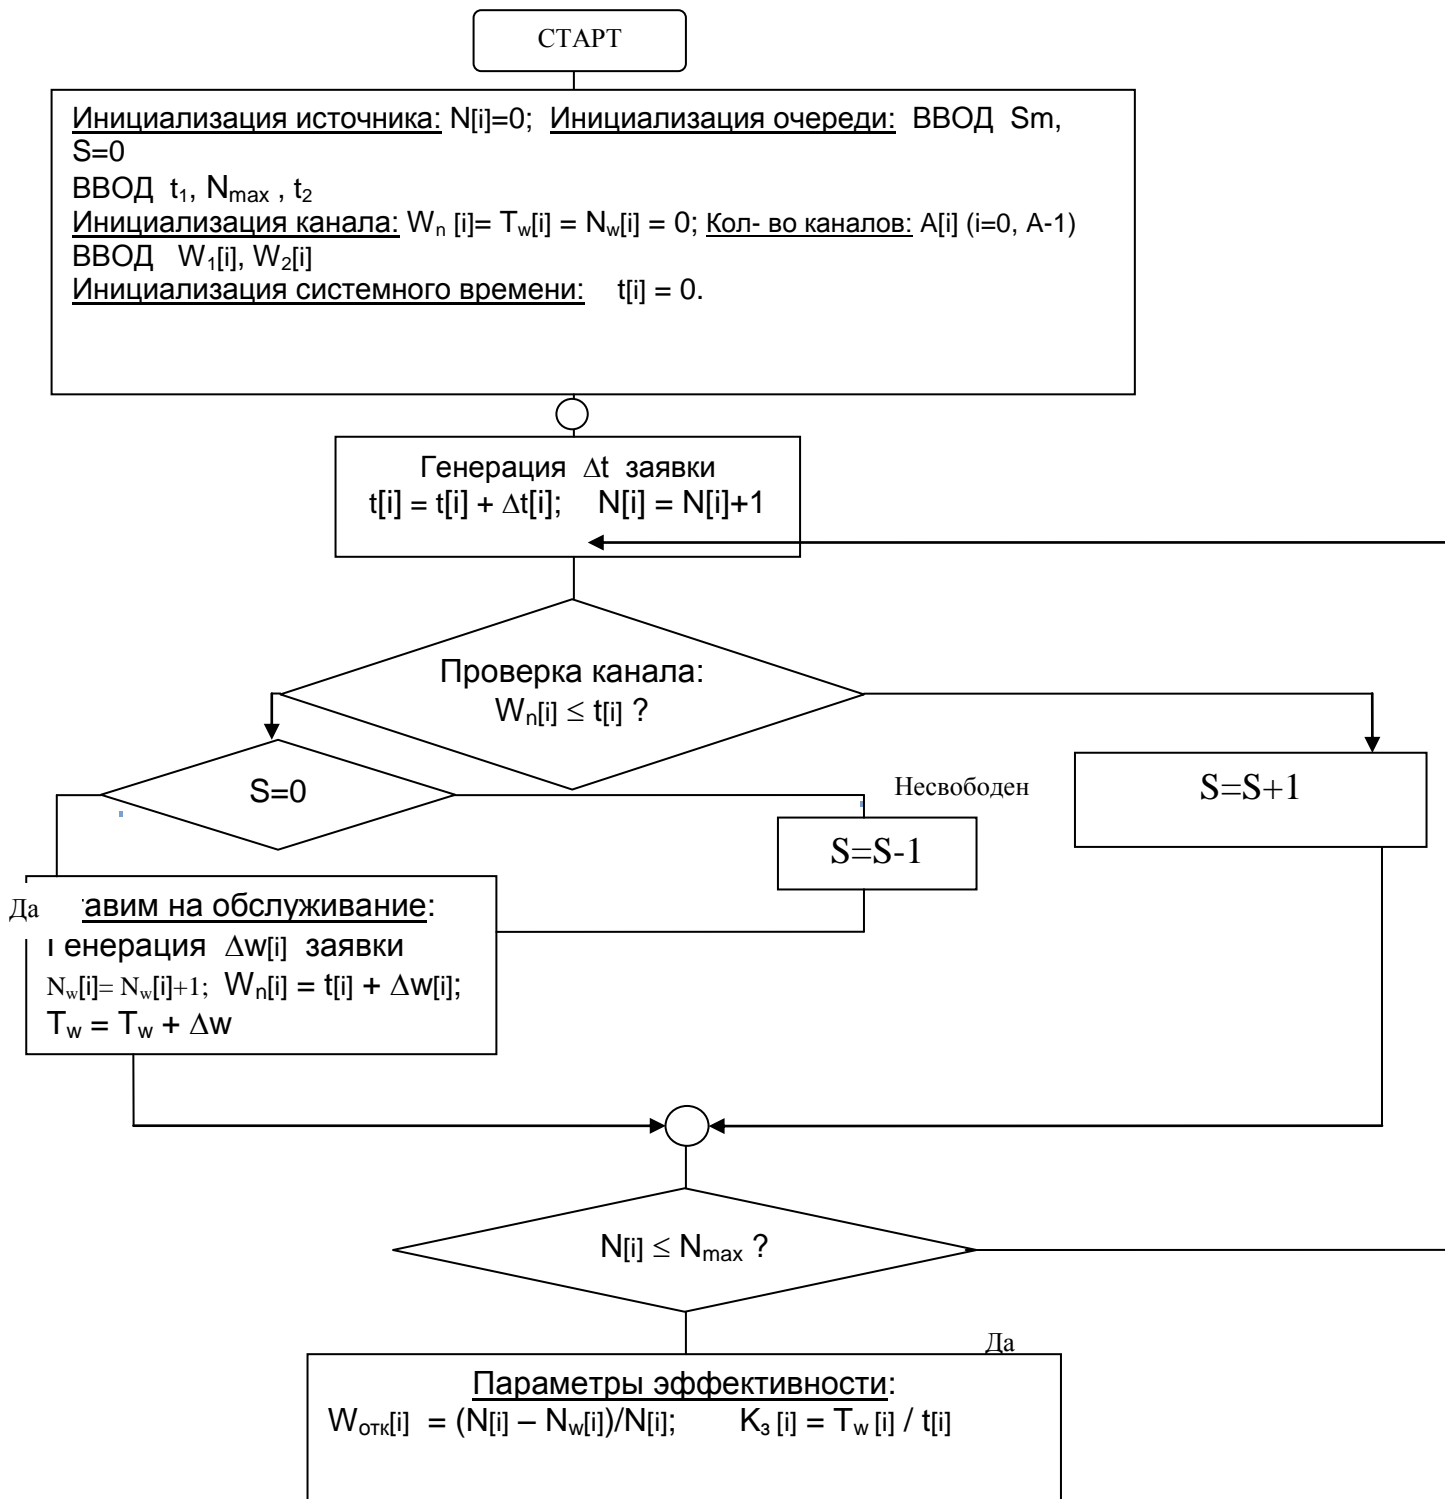 СТАРТ
Инициализация источника: N[i]=0; Инициализация очереди: ВВОД Sm,
S=0
ВВОД t₁, Nmax , t₂
Инициализация канала: Wn [i]= Tw[i] = Nw[i] = 0; Кол- во каналов: A[i] (i=0, A-1)
ВВОД W₁[i], W₂[i]
Инициализация системного времени: t[i] = 0.
Генерация Δt заявки
t[i] = t[i] + Δt[i]; N[i] = N[i]+1
Проверка канала:
Wn[i] ≤ t[i] ?
S=0
Несвободен
S=S+1
S=S-1
Да
авим на обслуживание:
Генерация Δw[i] заявки
Nw[i]= Nw[i]+1; Wn[i] = t[i] + Δw[i];
Tw = Tw + Δw
N[i] ≤ Nmax ?
Да
Параметры эффективности:
Wотк[i] = (N[i] – Nw[i])/N[i]; Kз [i] = Tw [i] / t[i]